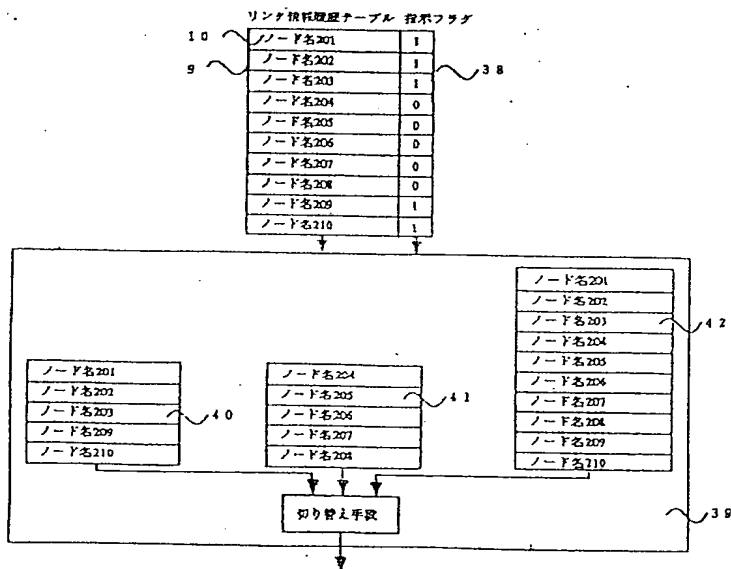 リンク情報履歴テーブル 指示フラグ
10
9
38
ノード名201 1
ノード名202 1
ノード名203 1
ノード名204 0
ノード名205 0
ノード名206 0
ノード名207 0
ノード名208 0
ノード名209 1
ノード名210 1
ノード名201
ノード名202
ノード名203
ノード名209
ノード名210
40
ノード名204
ノード名205
ノード名206
ノード名207
ノード名208
41
ノード名201
ノード名202
ノード名203
ノード名204
ノード名205
ノード名206
ノード名207
ノード名208
ノード名209
ノード名210
42
切り替え手段
39